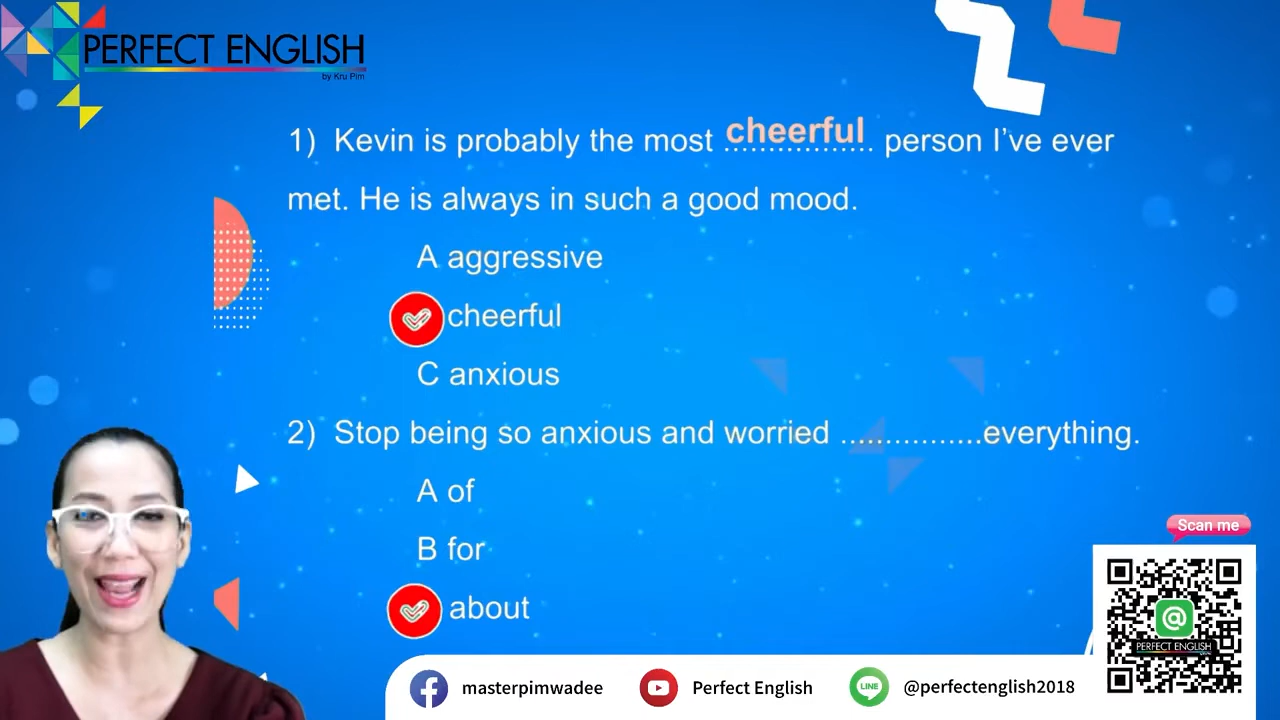 PERFECT ENGLISH
by Kru Pim
1) Kevin is probably the most ................. person I’ve ever
cheerful
met. He is always in such a good mood.
A aggressive
cheerful
C anxious
2) Stop being so anxious and worried ................everything.
A of
B for
about
Scan me
PERFECT ENGLISH
masterpimwadee
Perfect English
LINE
@perfectenglish2018